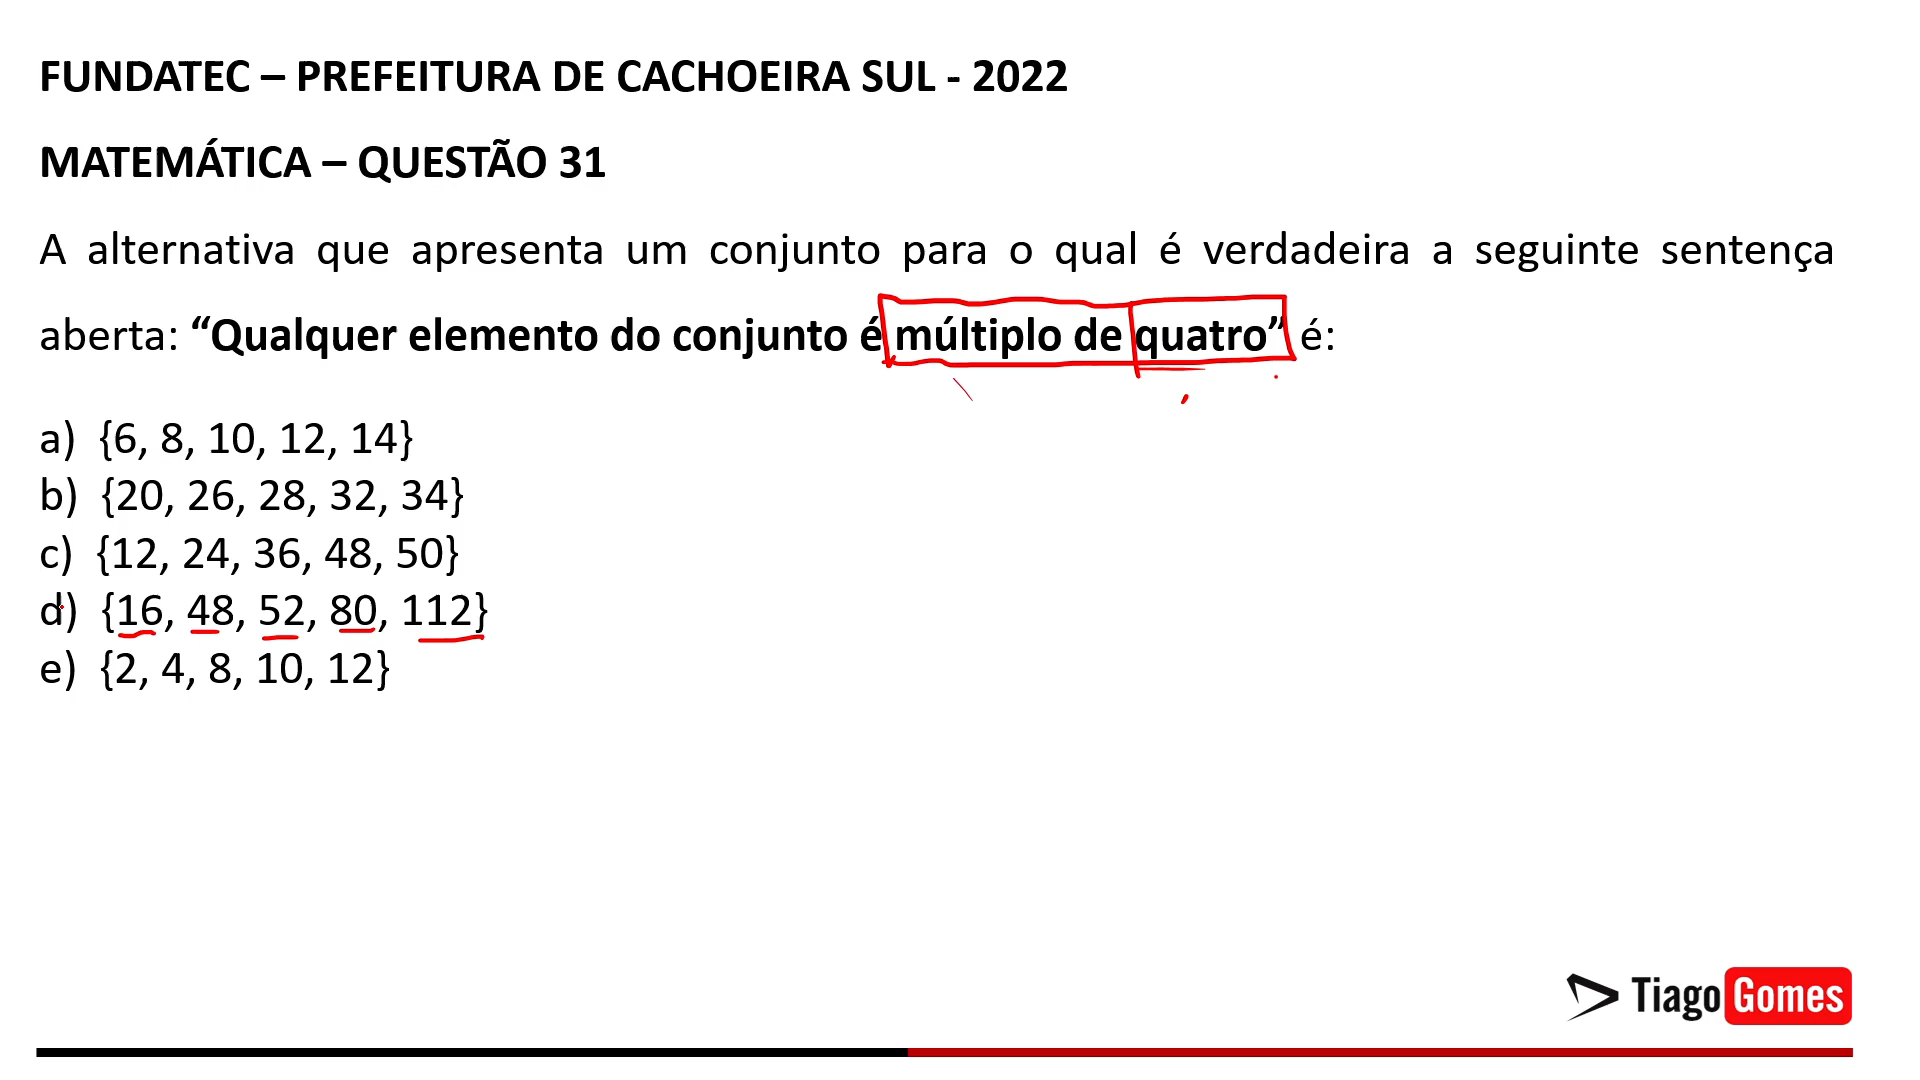 FUNDATEC – PREFEITURA DE CACHOEIRA SUL - 2022
MATEMÁTICA – QUESTÃO 31
A alternativa que apresenta um conjunto para o qual é verdadeira a seguinte sentença
aberta: “Qualquer elemento do conjunto é múltiplo de quatro” é:
a) {6, 8, 10, 12, 14}
b) {20, 26, 28, 32, 34}
c) {12, 24, 36, 48, 50}
d) {16, 48, 52, 80, 112}
e) {2, 4, 8, 10, 12}
Tiago Gomes